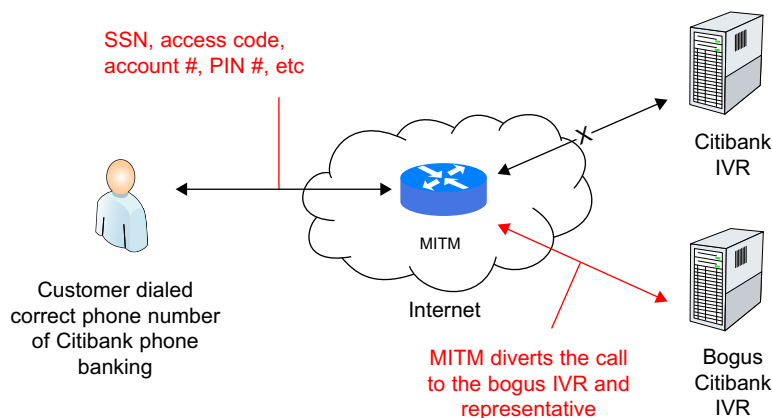 SSN, access code,
account #, PIN #, etc
X
Citibank
IVR
MITM
Internet
Customer dialed
correct phone number
of Citibank phone
banking
MITM diverts the call
to the bogus IVR and
representative
Bogus
Citibank
IVR